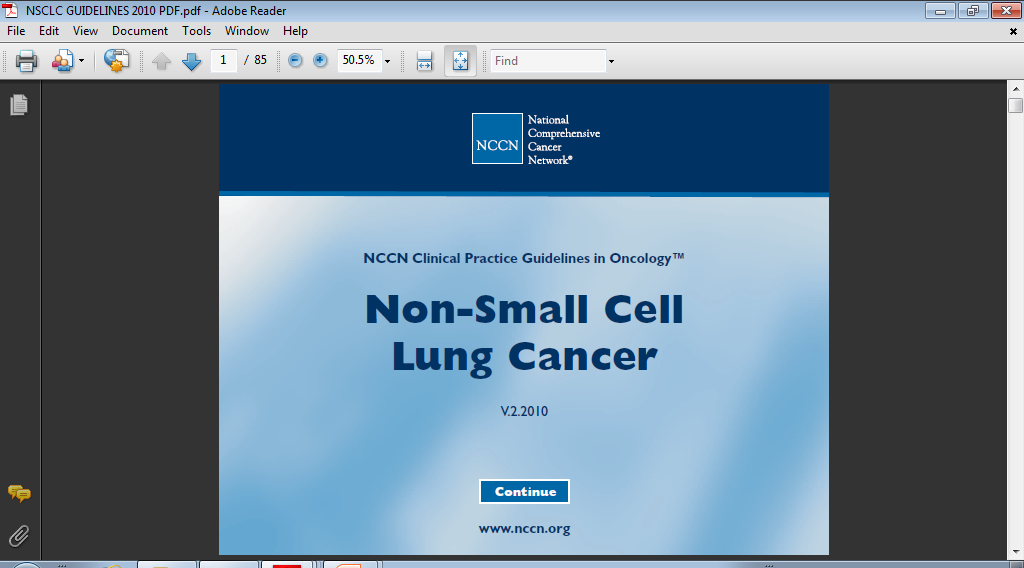 NSCLC GUIDELINES 2010 PDF.pdf - Adobe Reader
File Edit View Document Tools Window Help
1 / 85 50.5% Find
NCCN
National
Comprehensive
Cancer
Network®
NCCN Clinical Practice Guidelines in Oncology™
Non-Small Cell
Lung Cancer
V.2.2010
Continue
www.nccn.org